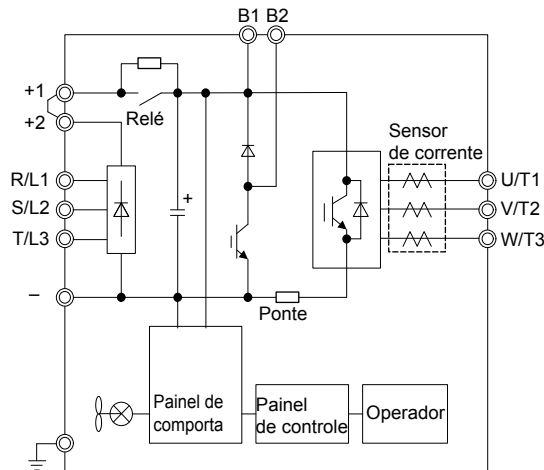 B1 B2
+1
+2
Relé
Sensor
de corrente
R/L1
S/L2
T/L3
+
U/T1
V/T2
W/T3
–
Ponte
Painel de
comporta
Painel
de controle
Operador